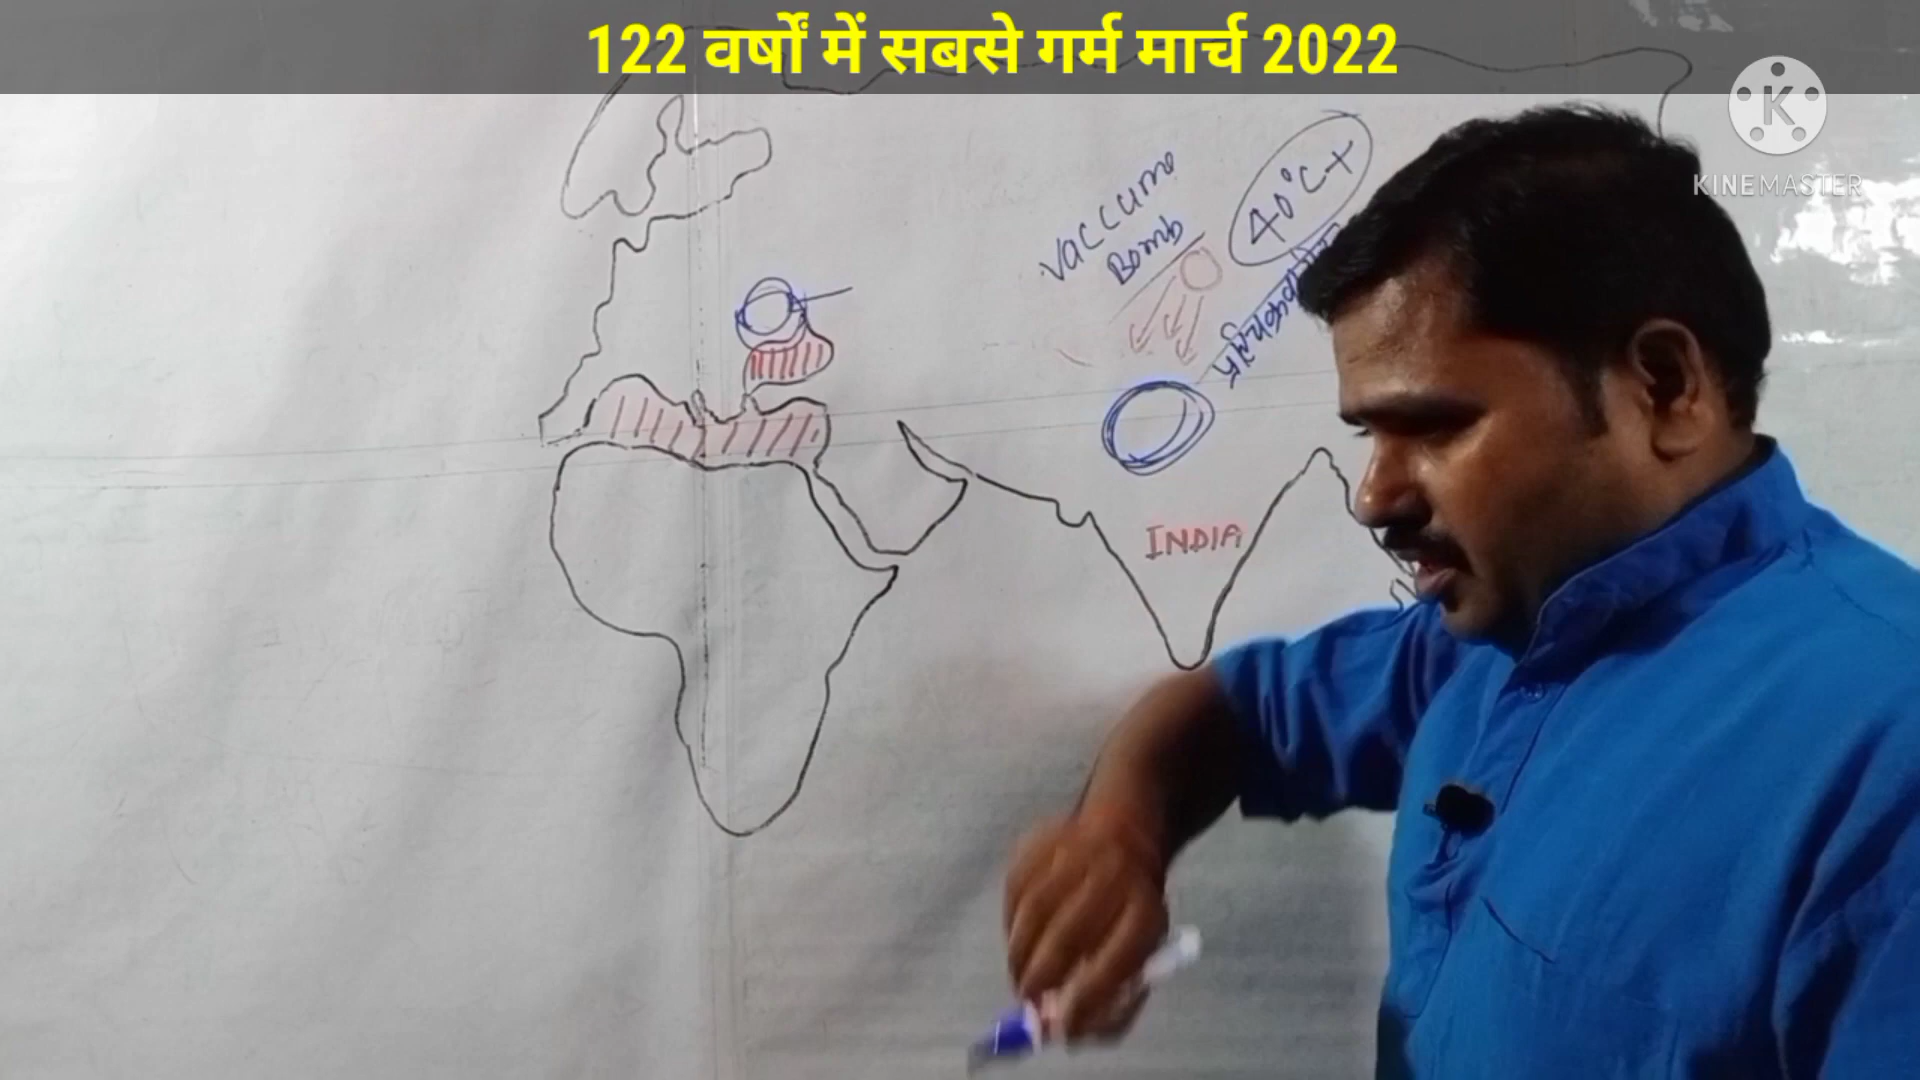 122 वर्षों में सबसे गर्म मार्च 2022
K
KINEMASTER
VACCUME
BOMB
40°C+
INDIA